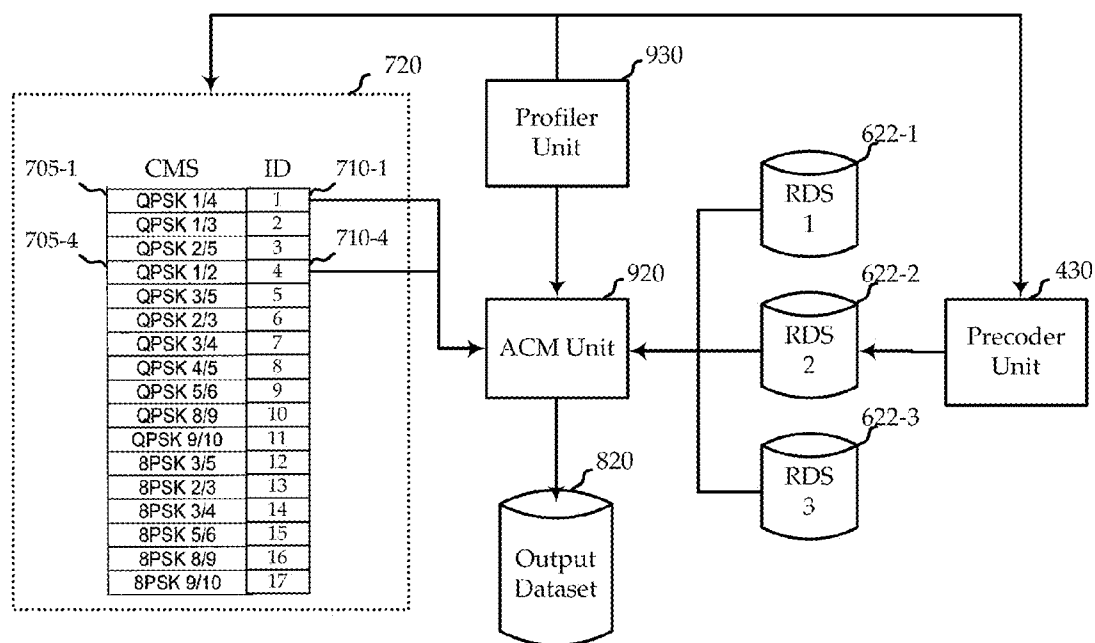 720
930
Profiler
Unit
705-1
CMS
ID
710-1
QPSK 1/4 1
QPSK 1/3 2
705-4
QPSK 2/5 3
710-4
QPSK 1/2 4
QPSK 3/5 5
QPSK 2/3 6
QPSK 3/4 7
QPSK 4/5 8
QPSK 5/6 9
QPSK 8/9 10
QPSK 9/10 11
8PSK 3/5 12
8PSK 2/3 13
8PSK 3/4 14
8PSK 5/6 15
8PSK 8/9 16
8PSK 9/10 17
920
ACM Unit
622-1
RDS
1
622-2
RDS
2
622-3
RDS
3
430
Precoder
Unit
820
Output
Dataset